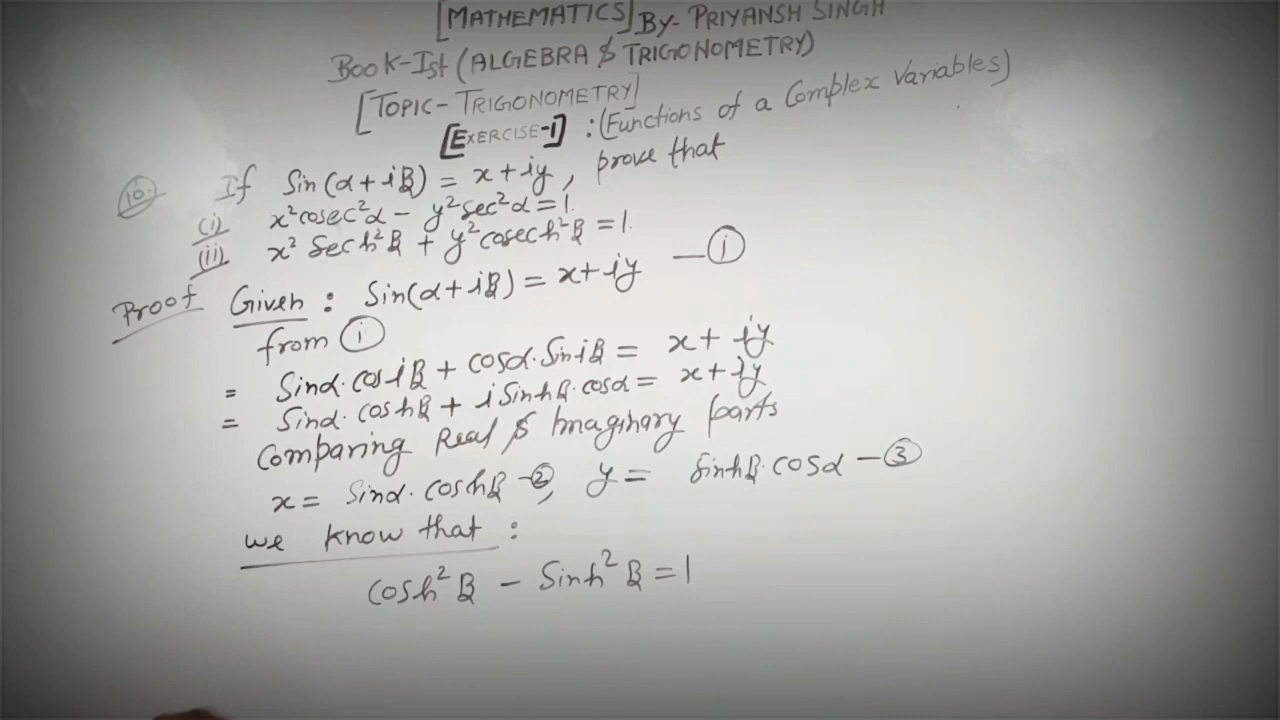 [MATHEMATICS] By- PRIYANSH SINGH
Book-Ist (ALGEBRA & TRIGONOMETRY)
[TOPIC- TRIGONOMETRY]
[EXERCISE-1] : (Functions of a Complex Variables)
10. If Sin(α+iβ) = x+iy, prove that
(i) x²cosec²α - y²sec²α = 1.
(ii) x² Sech²β + y²cosech²β = 1.
Proof Given : Sin(α+iβ) = x+iy — (i)
from (i)
= Sinα.cosiβ + cosα.Siniβ = x+iy
= Sinα.coshβ + iSinhβ.cosα = x+iy
Comparing Real & Imaginary parts
x = Sinα.coshβ -(2), y = Sinhβ.cosα -(3)
we know that :
Cosh²β - Sinh²β = 1